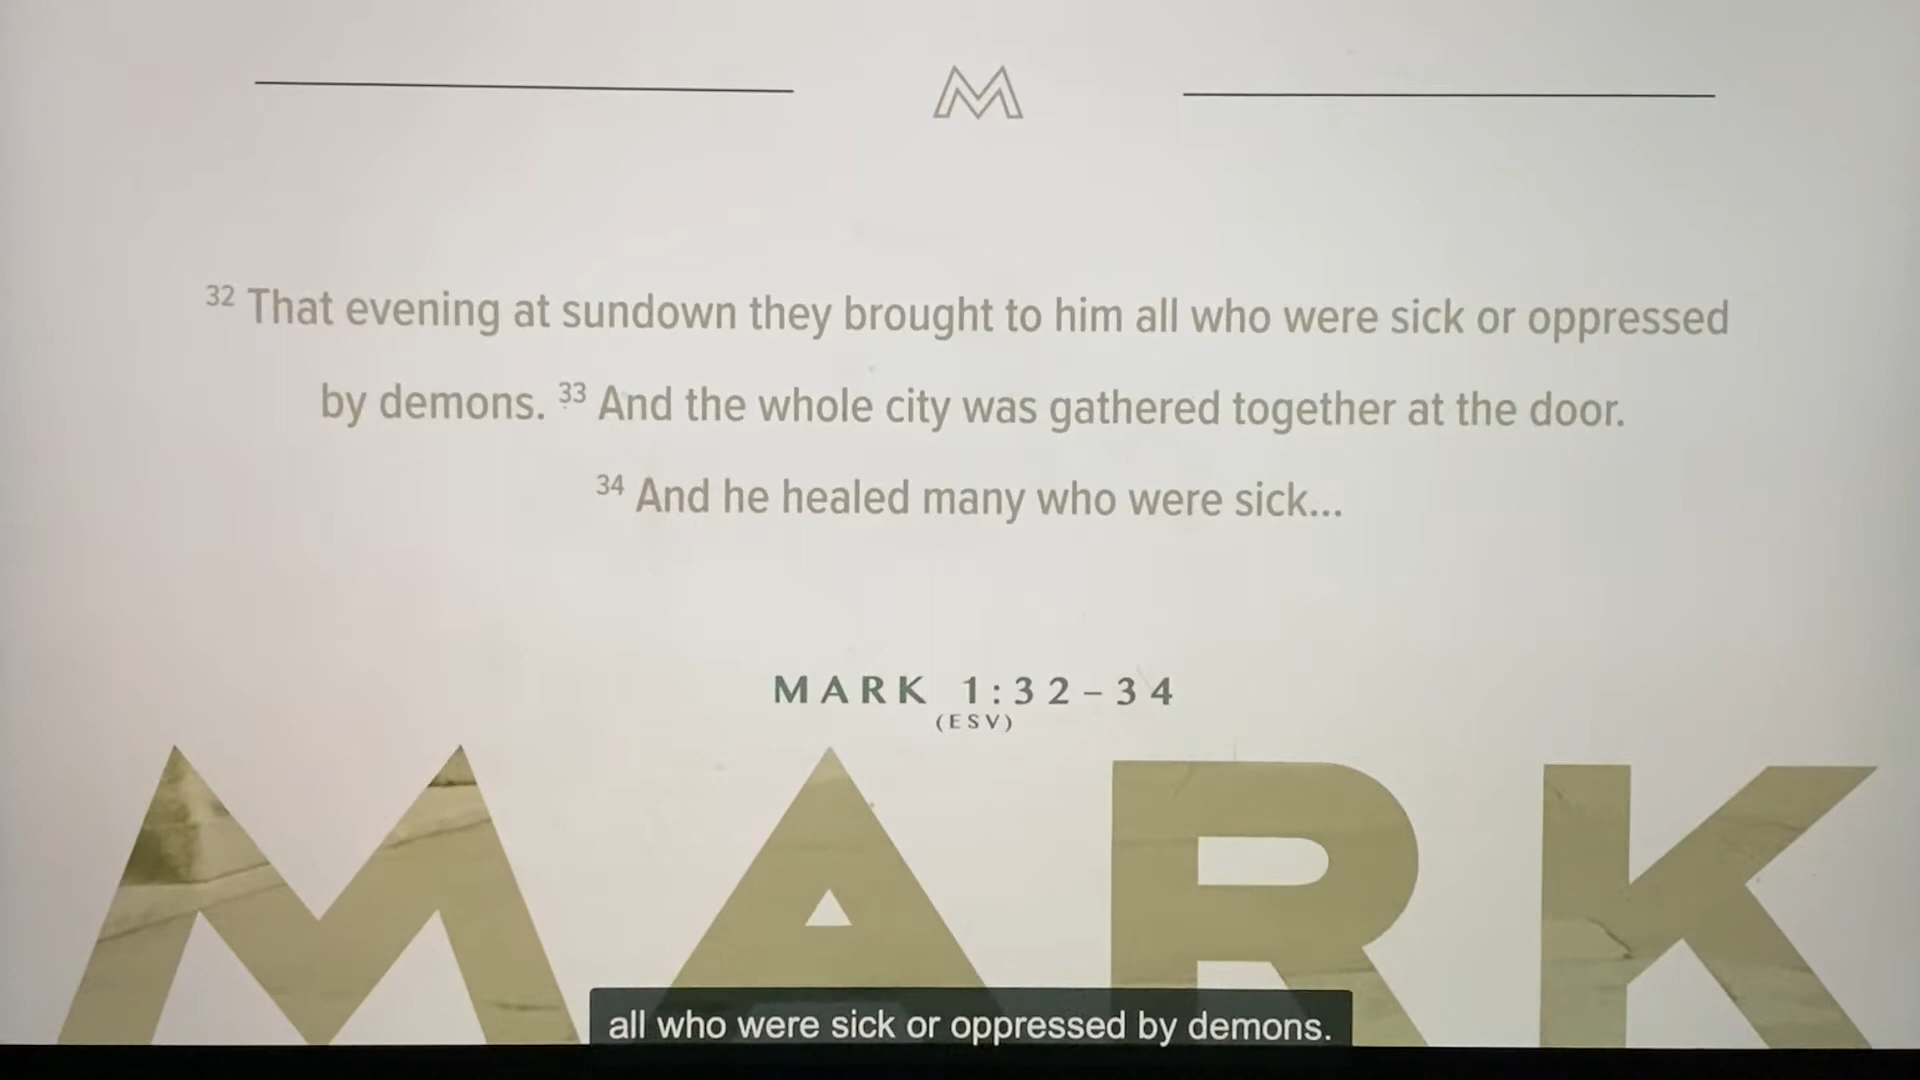 M
32 That evening at sundown they brought to him all who were sick or oppressed
by demons. 33 And the whole city was gathered together at the door.
34 And he healed many who were sick...
MARK 1:32-34
(ESV)
MARK
all who were sick or oppressed by demons.